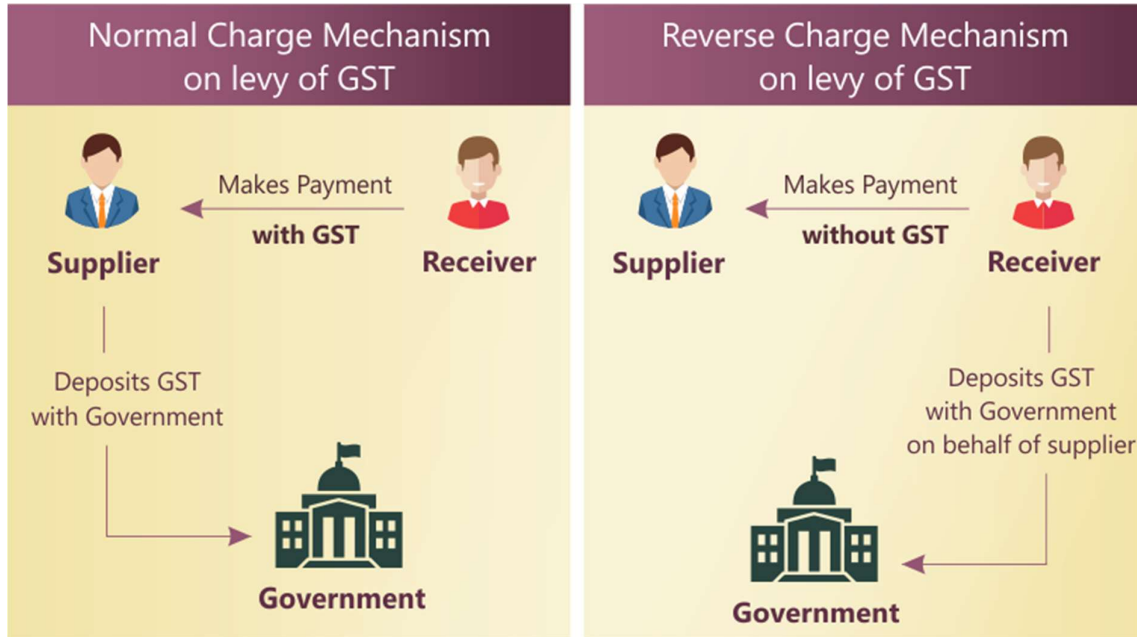 Normal Charge Mechanism
on levy of GST
Makes Payment
with GST
Supplier
Receiver
Deposits GST
with Government
Government
Reverse Charge Mechanism
on levy of GST
Makes Payment
without GST
Supplier
Receiver
Deposits GST
with Government
on behalf of supplier
Government